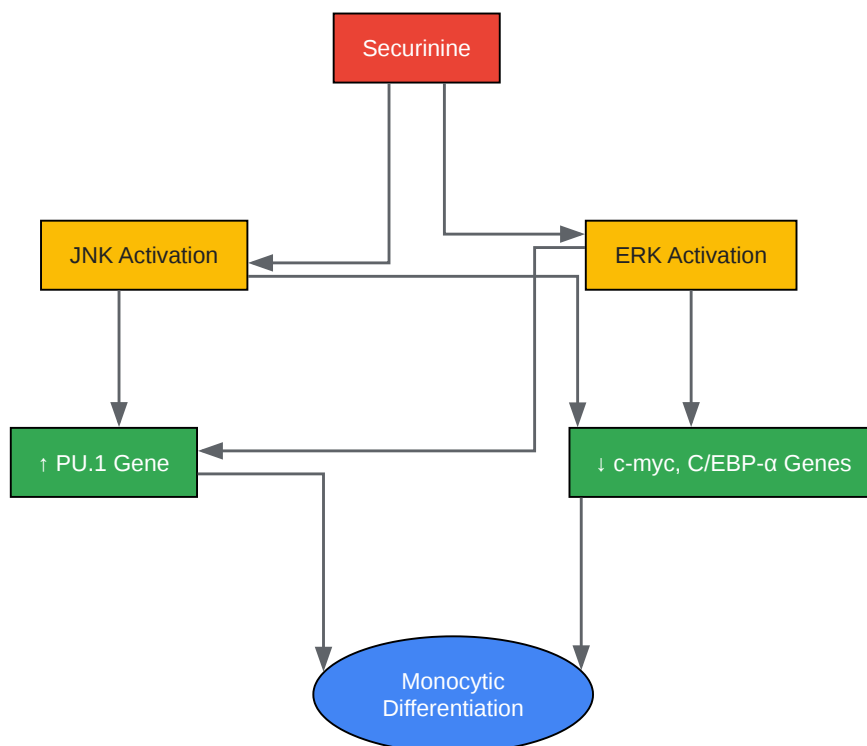 Securinine
JNK Activation
ERK Activation
↑ PU.1 Gene
↓ c-myc, C/EBP-α Genes
Monocytic
Differentiation